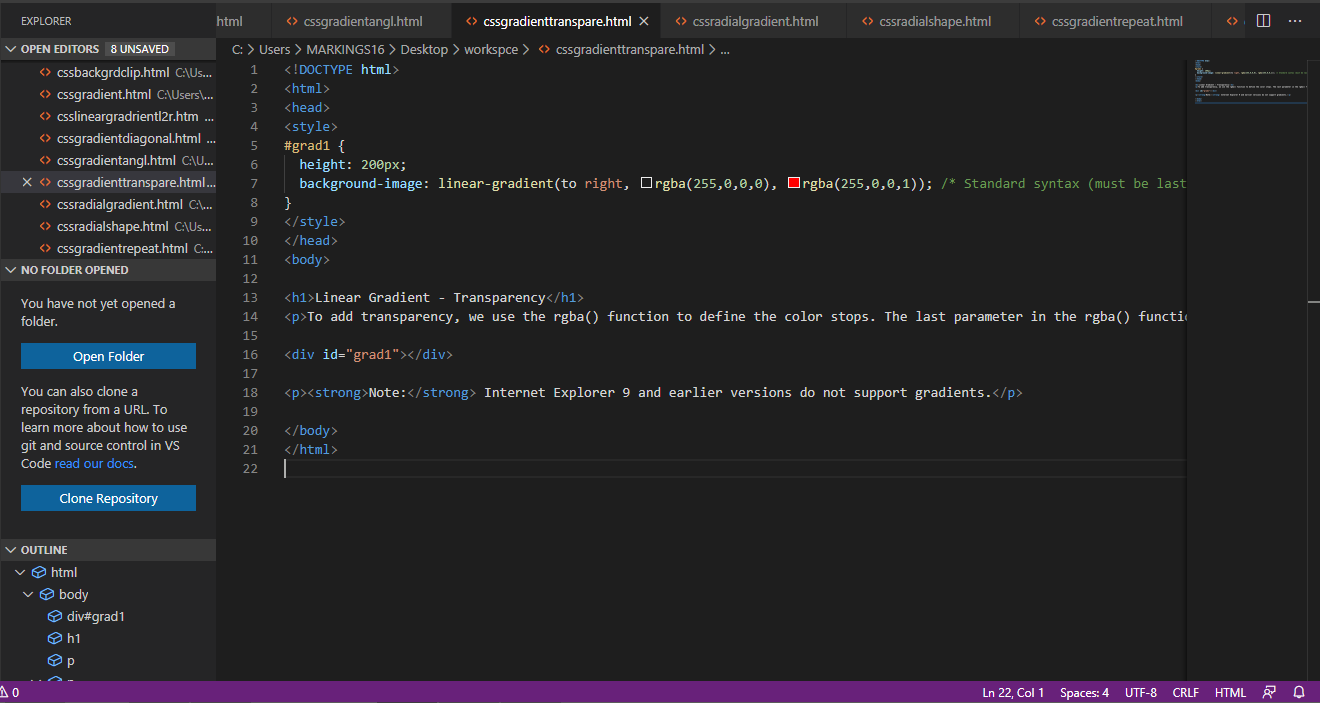 EXPLORER
html
cssgradientangl.html
cssgradienttranspare.html
cssradialgradient.html
cssradialshape.html
cssgradientrepeat.html
OPEN EDITORS 8 UNSAVED
C: > Users > MARKINGS16 > Desktop > workspce > cssgradienttranspare.html > ...
cssbackgrdclip.html C:\Us...
cssgradient.html C:\Users\...
csslineargradrientl2r.htm ...
cssgradientdiagonal.html ...
cssgradientangl.html C:\U...
cssgradienttranspare.html...
cssradialgradient.html C:\...
cssradialshape.html C:\Us...
cssgradientrepeat.html C:...
NO FOLDER OPENED
You have not yet opened a
folder.
Open Folder
You can also clone a
repository from a URL. To
learn more about how to use
git and source control in VS
Code read our docs.
Clone Repository
OUTLINE
html
body
div#grad1
h1
p
1 <!DOCTYPE html>
2 <html>
3 <head>
4 <style>
5 #grad1 {
6 height: 200px;
7 background-image: linear-gradient(to right, rgba(255,0,0,0), rgba(255,0,0,1)); /* Standard syntax (must be last
8 }
9 </style>
10 </head>
11 <body>
12
13 <h1>Linear Gradient - Transparency</h1>
14 <p>To add transparency, we use the rgba() function to define the color stops. The last parameter in the rgba() functio
15
16 <div id="grad1"></div>
17
18 <p><strong>Note:</strong> Internet Explorer 9 and earlier versions do not support gradients.</p>
19
20 </body>
21 </html>
22
0
Ln 22, Col 1 Spaces: 4 UTF-8 CRLF HTML